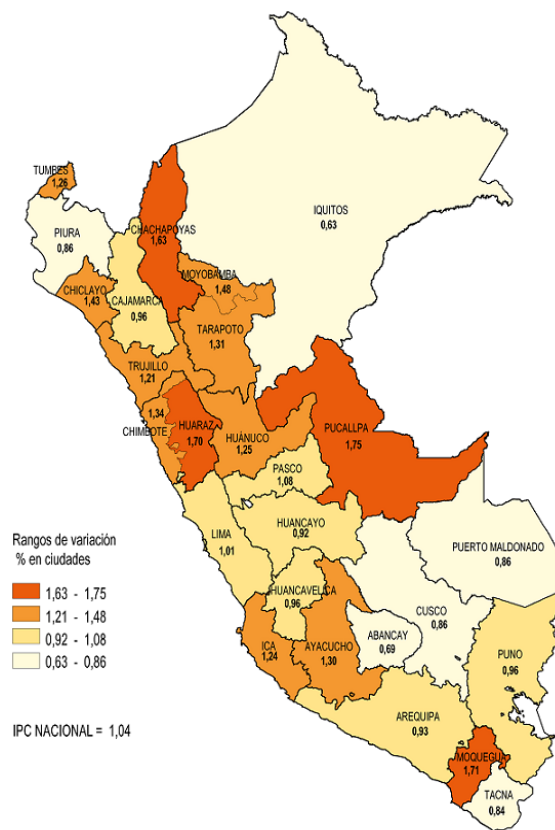 TUMBES
1,26
PIURA
0,86
CHACHAPOYAS
1,63
IQUITOS
0,63
MOYOBAMBA
1,48
CHICLAYO
1,43
CAJAMARCA
0,96
TARAPOTO
1,31
TRUJILLO
1,21
1,34
CHIMBOTE
HUARAZ
1,70
HUÁNUCO
1,25
PUCALLPA
1,75
PASCO
1,08
LIMA
1,01
HUANCAYO
0,92
PUERTO MALDONADO
0,86
HUANCAVELICA
0,96
CUSCO
0,86
ABANCAY
0,69
ICA
1,24
AYACUCHO
1,30
PUNO
0,96
AREQUIPA
0,93
MOQUEGUA
1,71
TACNA
0,84
Rangos de variación
% en ciudades
1,63 - 1,75
1,21 - 1,48
0,92 - 1,08
0,63 - 0,86
IPC NACIONAL = 1,04